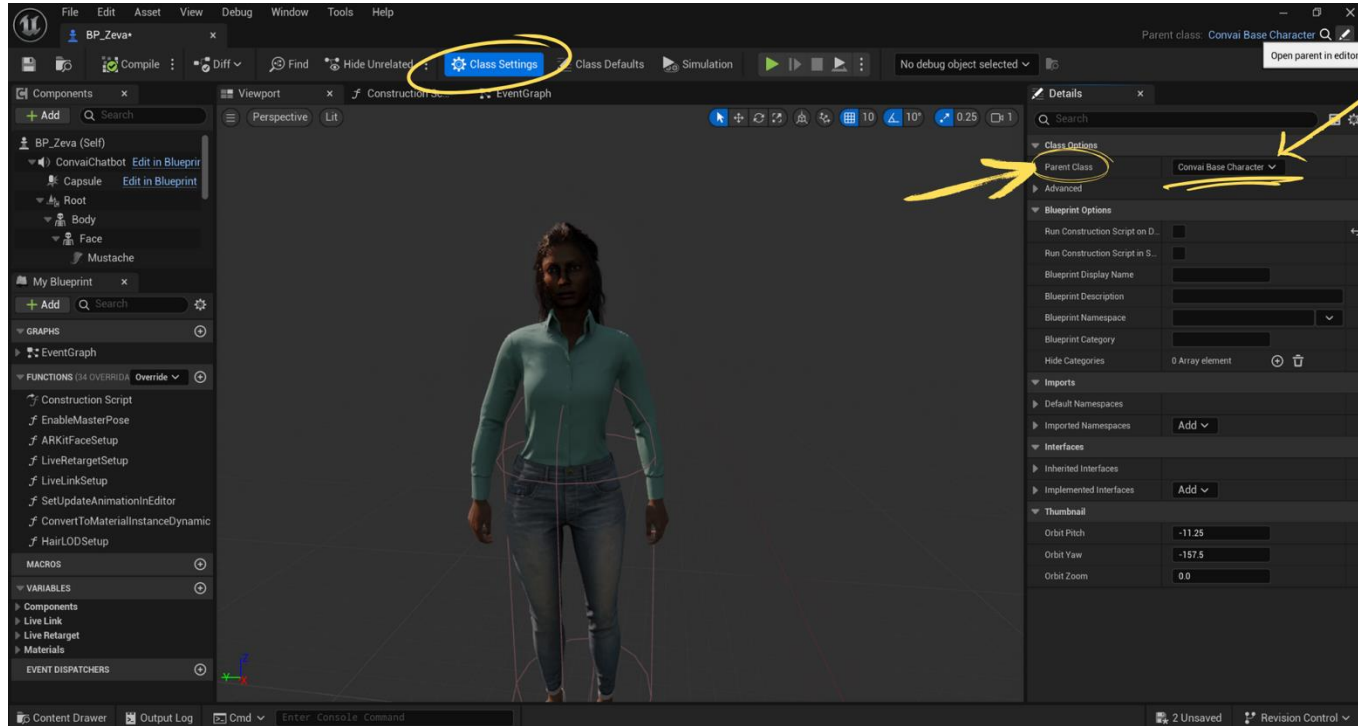 File Edit Asset View Debug Window Tools Help
BP_Zeva•
Parent class: Convai Base Character
Compile Diff Find Hide Unrelated Class Settings Class Defaults Simulation No debug object selected
Open parent in editor
Components Viewport Construction Sc... EventGraph Details
Add Search Perspective Lit 10 10° 0.25 1 Search
BP_Zeva (Self)
ConvaiChatbot Edit in Blueprin
Capsule Edit in Blueprint
Root
Body
Face
Mustache
My Blueprint
Add Search
GRAPHS
EventGraph
FUNCTIONS (34 OVERRIDA Override
Construction Script
EnableMasterPose
ARKitFaceSetup
LiveRetargetSetup
LiveLinkSetup
SetUpdateAnimationInEditor
ConvertToMaterialInstanceDynamic
HairLODSetup
MACROS
VARIABLES
Components
Live Link
Live Retarget
Materials
EVENT DISPATCHERS
Z
Y X
Class Options
Parent Class Convai Base Character
Advanced
Blueprint Options
Run Construction Script on D...
Run Construction Script in S...
Blueprint Display Name
Blueprint Description
Blueprint Namespace
Blueprint Category
Hide Categories 0 Array element
Imports
Default Namespaces
Imported Namespaces Add
Interfaces
Inherited Interfaces
Implemented Interfaces Add
Thumbnail
Orbit Pitch -11.25
Orbit Yaw -157.5
Orbit Zoom 0.0
Content Drawer Output Log Cmd Enter Console Command 2 Unsaved Revision Control